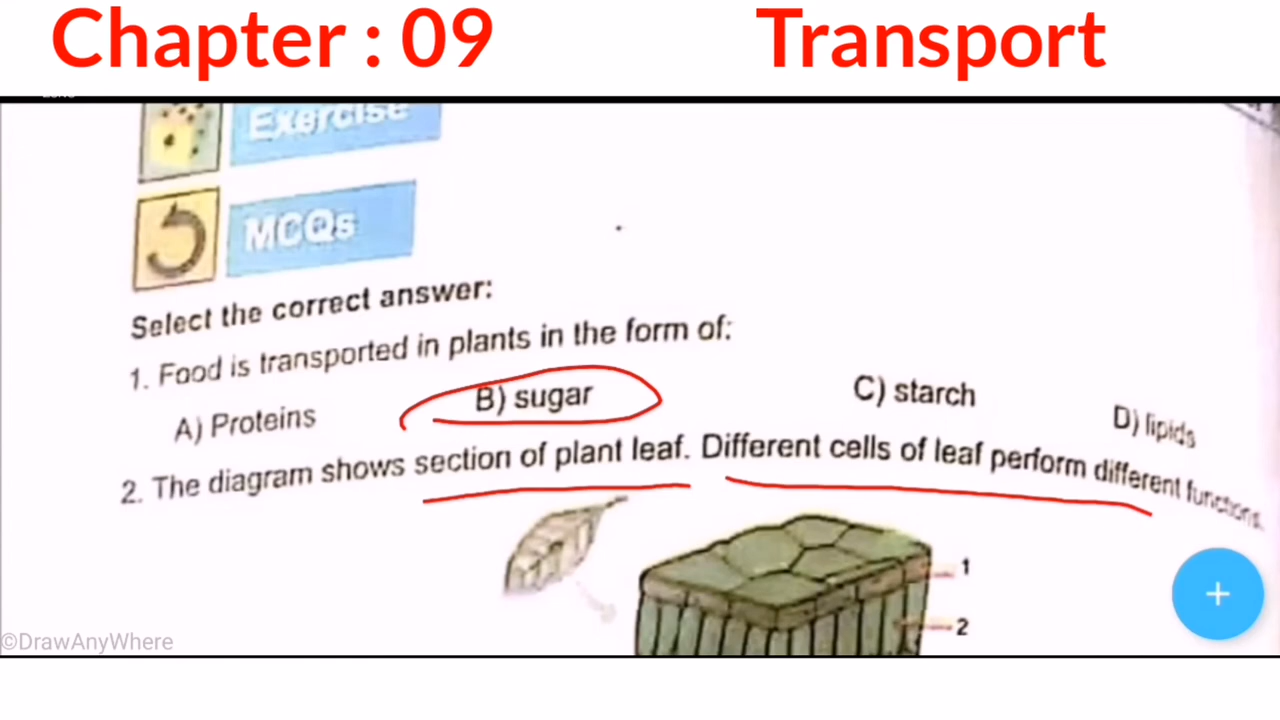 Chapter : 09 Transport
Exercise
MCQs
Select the correct answer:
1. Food is transported in plants in the form of:
A) Proteins B) sugar C) starch D) lipids
2. The diagram shows section of plant leaf. Different cells of leaf perform different functions.
1
2
©DrawAnyWhere